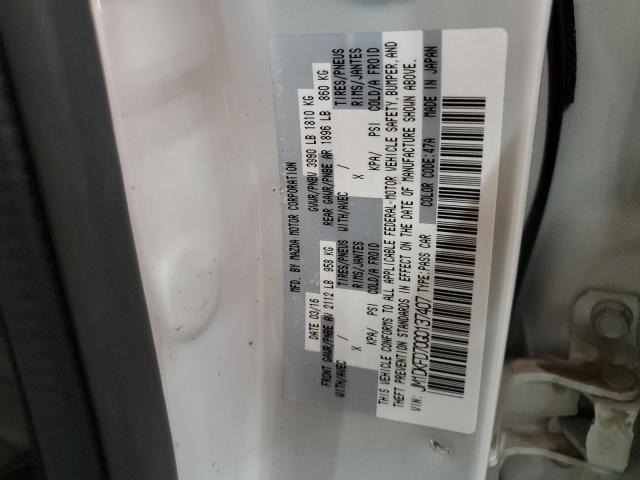 MFD. BY MAZDA MOTOR CORPORATION
DATE 03/16 GVWR/PNBV 3990 LB 1810 KG
FRONT GAWR/PNBE AV 2112 LB 958 KG REAR GAWR/PNBE AR 1896 LB 860 KG
WITH/AVEC / TIRES/PNEUS WITH/AVEC / TIRES/PNEUS
X RIMS/JANTES X RIMS/JANTES
KPA/ PSI COLD/A FROID KPA/ PSI COLD/A FROID
THIS VEHICLE CONFORMS TO ALL APPLICABLE FEDERAL MOTOR VEHICLE SAFETY, BUMPER, AND
THEFT PREVENTION STANDARDS IN EFFECT ON THE DATE OF MANUFACTURE SHOWN ABOVE.
VIN: JM1DKFD70G0137407 TYPE:PASS CAR COLOR CODE:47A MADE IN JAPAN